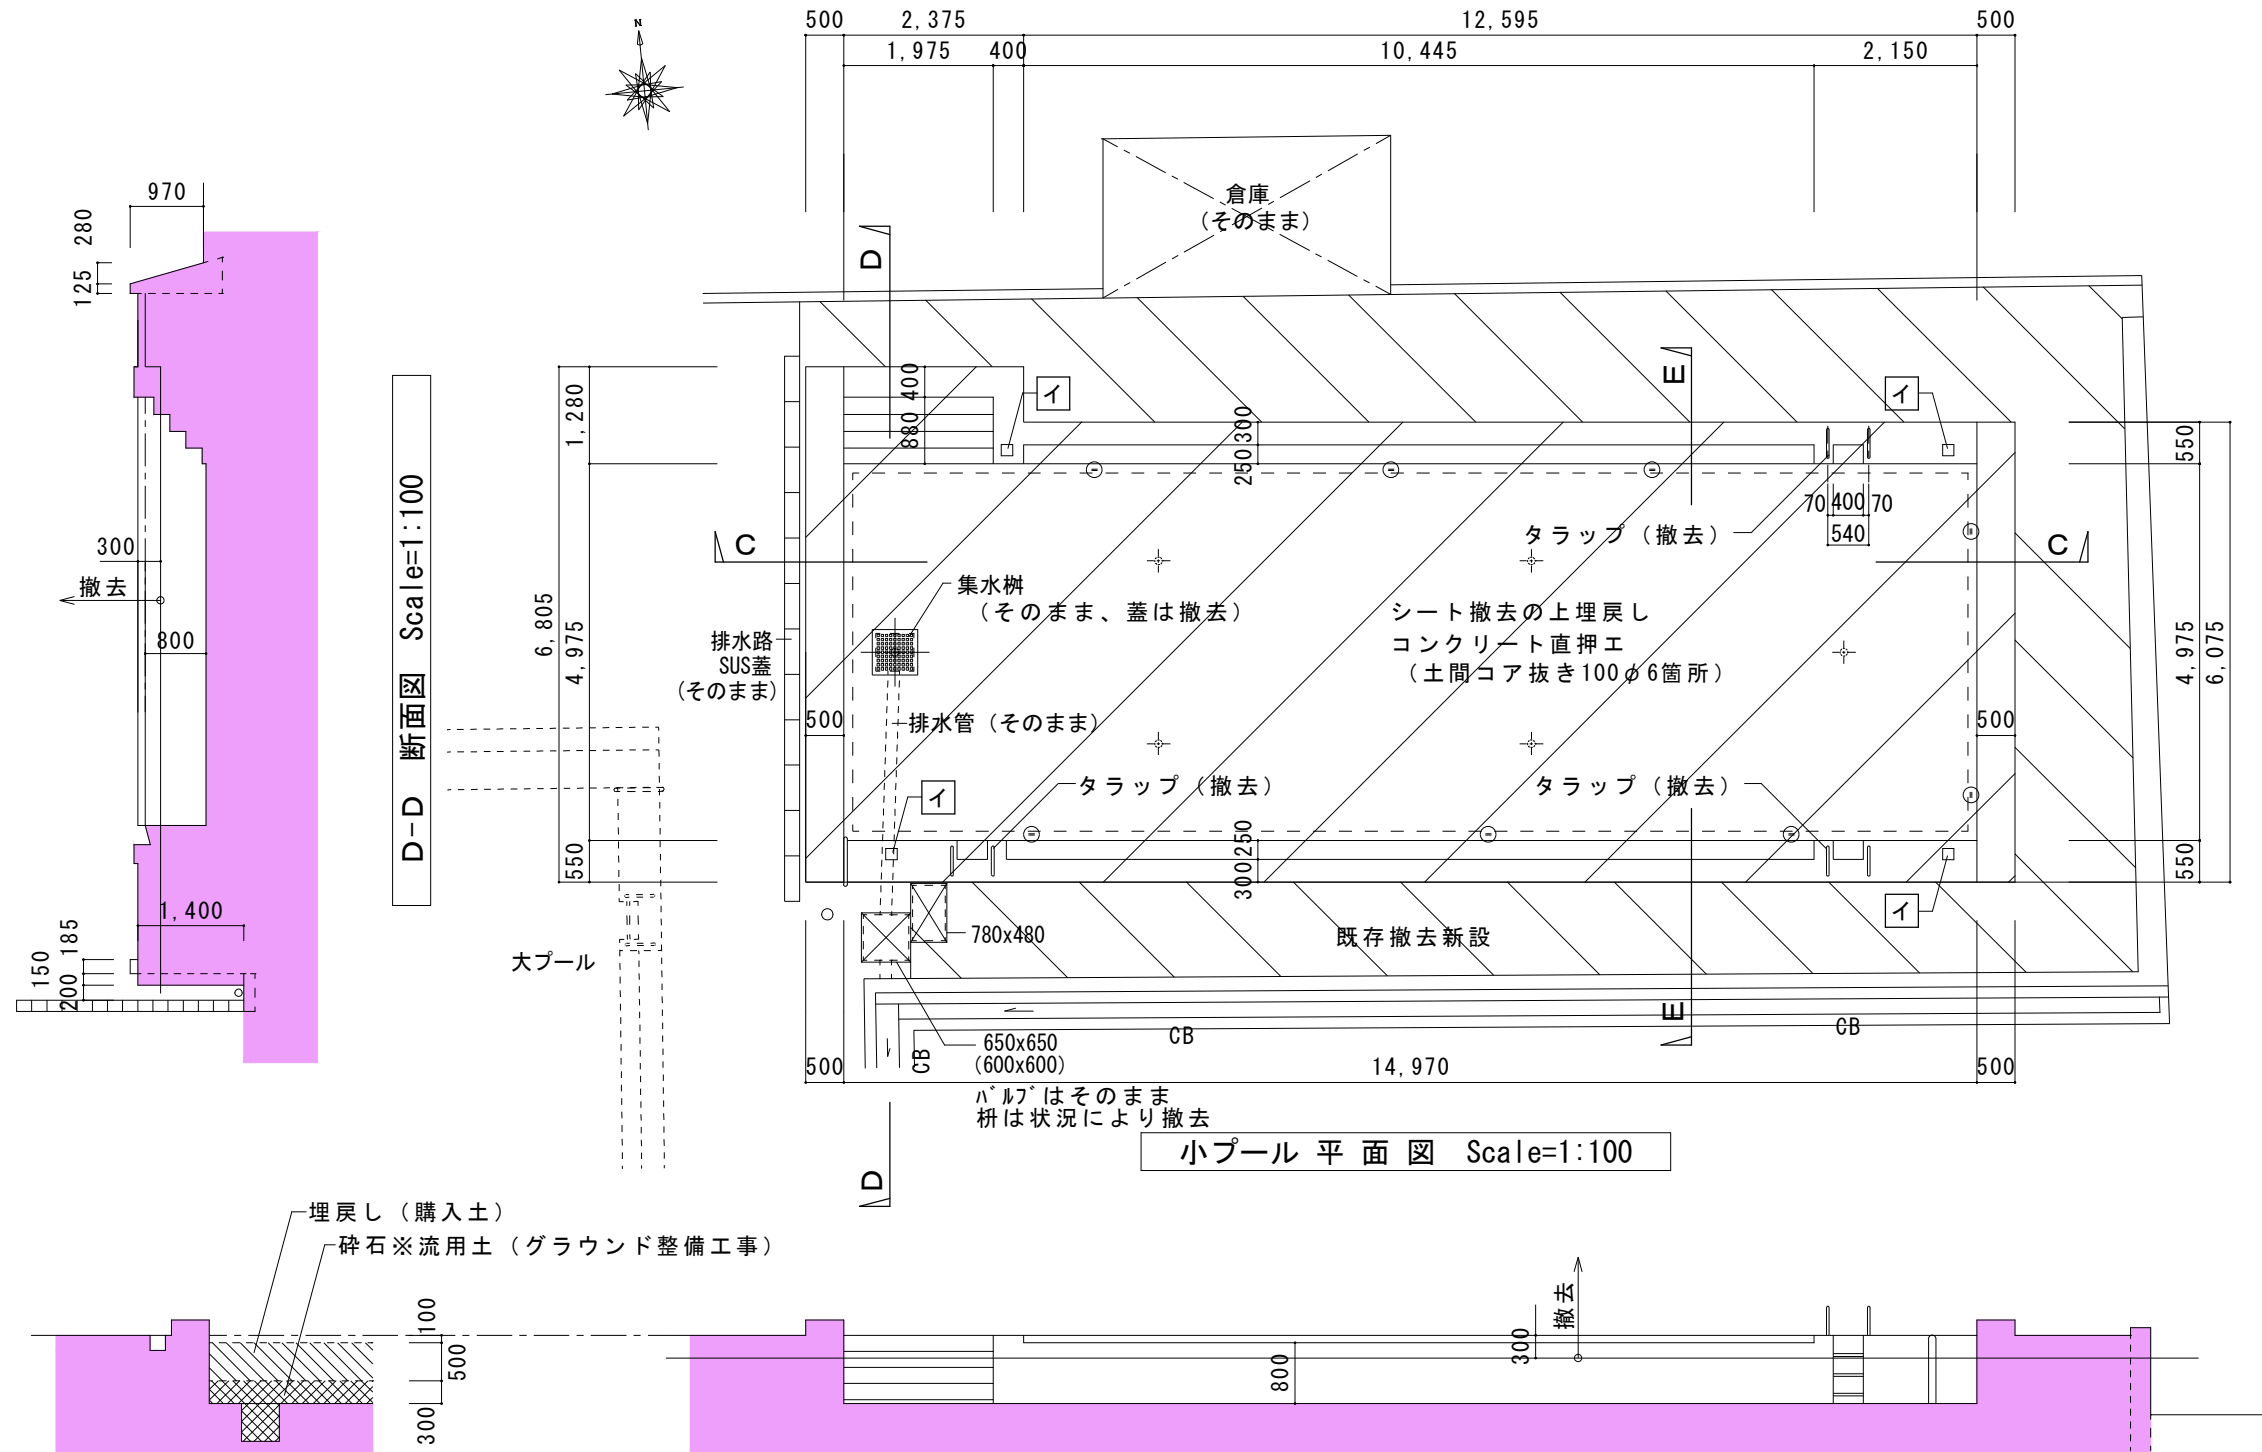 500
2,375
12,595
500
1,975
400
10,445
2,150
N
970
280
125
倉庫
(そのまま)
D
E
イ
イ
400
880
300
250
1,280
6,805
4,975
550
550
4,975
6,075
550
70
400
70
540
タラップ（撤去）
C
C
集水桝
（そのまま、蓋は撤去）
シート撤去の上埋戻し
コンクリート直押エ
（土間コア抜き100φ6箇所）
排水路
SUS蓋
(そのまま)
500
排水管（そのまま）
500
タラップ（撤去）
タラップ（撤去）
イ
250
300
イ
780x480
既存撤去新設
大プール
CB
CB
CB
E
650x650
(600x600)
500
14,970
500
ﾊﾞﾙﾌﾞはそのまま
枡は状況により撤去
D
小プール 平 面 図 Scale=1:100
300
撤去
800
D−D 断面図 Scale=1:100
1,400
185
150
200
埋戻し（購入土）
砕石※流用土（グラウンド整備工事）
100
500
300
撤去
300
800